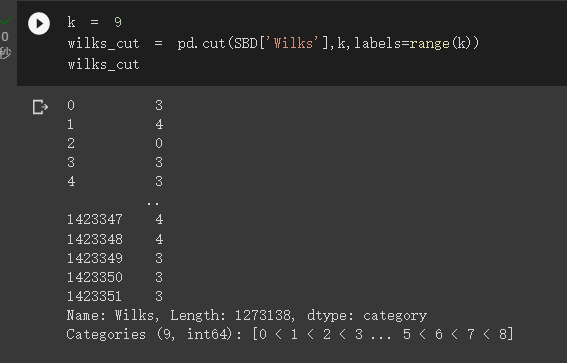 0
秒
k = 9
wilks_cut = pd.cut(SBD['Wilks'],k,labels=range(k))
wilks_cut
0 3
1 4
2 0
3 3
4 3
..
1423347 4
1423348 4
1423349 3
1423350 3
1423351 3
Name: Wilks, Length: 1273138, dtype: category
Categories (9, int64): [0 < 1 < 2 < 3 ... 5 < 6 < 7 < 8]